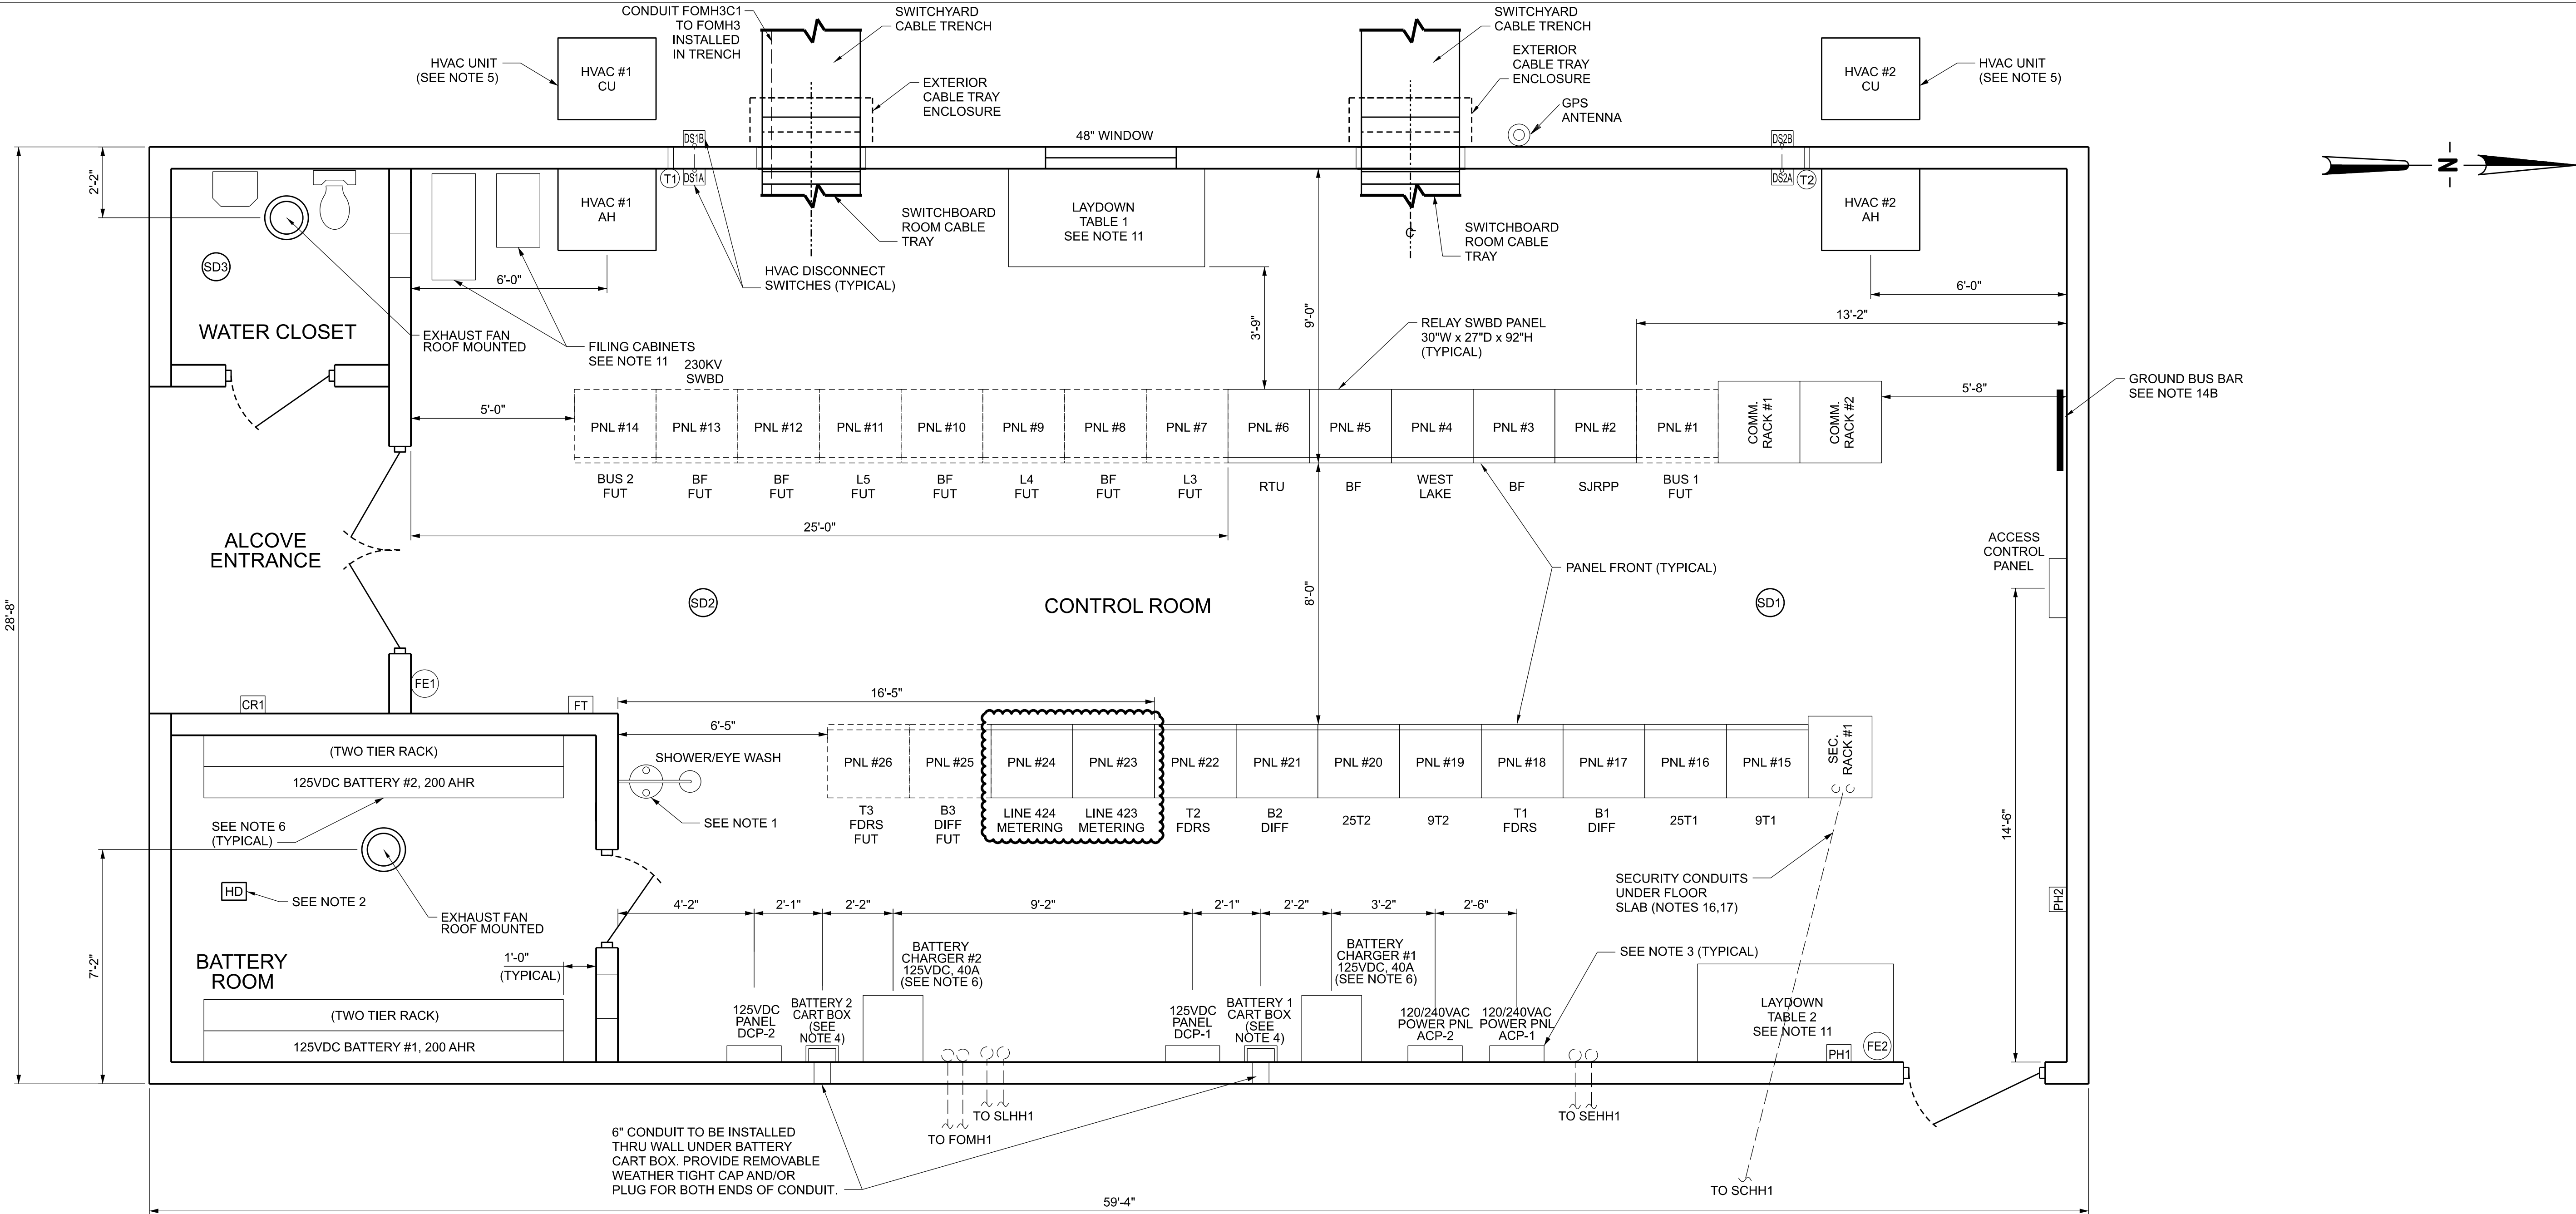 CONDUIT FOMH3C1
TO FOMH3
INSTALLED
IN TRENCH
SWITCHYARD
CABLE TRENCH
SWITCHYARD
CABLE TRENCH
HVAC UNIT
(SEE NOTE 5)
HVAC #1
CU
EXTERIOR
CABLE TRAY
ENCLOSURE
EXTERIOR
CABLE TRAY
ENCLOSURE
GPS
ANTENNA
HVAC #2
CU
HVAC UNIT
(SEE NOTE 5)
48" WINDOW
DS1B
DS2B
N
2'-2"
T1
DS1A
DS2A
T2
HVAC #1
AH
SWITCHBOARD
ROOM CABLE
TRAY
LAYDOWN
TABLE 1
SEE NOTE 11
SWITCHBOARD
ROOM CABLE
TRAY
HVAC #2
AH
SD3
6'-0"
HVAC DISCONNECT
SWITCHES (TYPICAL)
6'-0"
WATER CLOSET
EXHAUST FAN
ROOF MOUNTED
FILING CABINETS
SEE NOTE 11
3'-9"
9'-0"
RELAY SWBD PANEL
30"W x 27"D x 92"H
(TYPICAL)
13'-2"
230KV
SWBD
5'-0"
5'-8"
GROUND BUS BAR
SEE NOTE 14B
PNL #14
PNL #13
PNL #12
PNL #11
PNL #10
PNL #9
PNL #8
PNL #7
PNL #6
PNL #5
PNL #4
PNL #3
PNL #2
PNL #1
COMM.
RACK #1
COMM.
RACK #2
BUS 2
FUT
BF
FUT
BF
FUT
L5
FUT
BF
FUT
L4
FUT
BF
FUT
L3
FUT
RTU
BF
WEST
LAKE
BF
SJRPP
BUS 1
FUT
25'-0"
ALCOVE
ENTRANCE
28'-8"
CONTROL ROOM
SD2
8'-0"
PANEL FRONT (TYPICAL)
SD1
ACCESS
CONTROL
PANEL
FE1
CR1
FT
16'-5"
6'-5"
SHOWER/EYE WASH
(TWO TIER RACK)
125VDC BATTERY #2, 200 AHR
PNL #26
PNL #25
PNL #24
PNL #23
PNL #22
PNL #21
PNL #20
PNL #19
PNL #18
PNL #17
PNL #16
PNL #15
SEC.
RACK #1
T3
FDRS
FUT
B3
DIFF
FUT
LINE 424
METERING
LINE 423
METERING
T2
FDRS
B2
DIFF
25T2
9T2
T1
FDRS
B1
DIFF
25T1
9T1
SEE NOTE 6
(TYPICAL)
SEE NOTE 1
14'-6"
HD
SEE NOTE 2
EXHAUST FAN
ROOF MOUNTED
SECURITY CONDUITS
UNDER FLOOR
SLAB (NOTES 16,17)
PH2
4'-2"
2'-1"
2'-2"
9'-2"
2'-1"
2'-2"
3'-2"
2'-6"
7'-2"
BATTERY
ROOM
1'-0"
(TYPICAL)
BATTERY
CHARGER #2
125VDC, 40A
(SEE NOTE 6)
BATTERY
CHARGER #1
125VDC, 40A
(SEE NOTE 6)
SEE NOTE 3 (TYPICAL)
(TWO TIER RACK)
125VDC BATTERY #1, 200 AHR
125VDC
PANEL
DCP-2
BATTERY 2
CART BOX
(SEE
NOTE 4)
125VDC
PANEL
DCP-1
BATTERY 1
CART BOX
(SEE
NOTE 4)
120/240VAC
POWER PNL
ACP-2
120/240VAC
POWER PNL
ACP-1
LAYDOWN
TABLE 2
SEE NOTE 11
PH1
FE2
TO SLHH1
TO FOMH1
TO SEHH1
6" CONDUIT TO BE INSTALLED
THRU WALL UNDER BATTERY
CART BOX. PROVIDE REMOVABLE
WEATHER TIGHT CAP AND/OR
PLUG FOR BOTH ENDS OF CONDUIT.
TO SCHH1
59'-4"